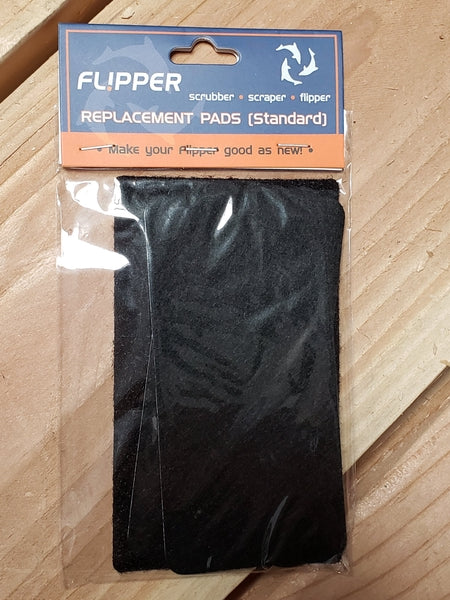 FLIPPER
scrubber • scraper • flipper
REPLACEMENT PADS (Standard)
• Make your Flipper good as new! •